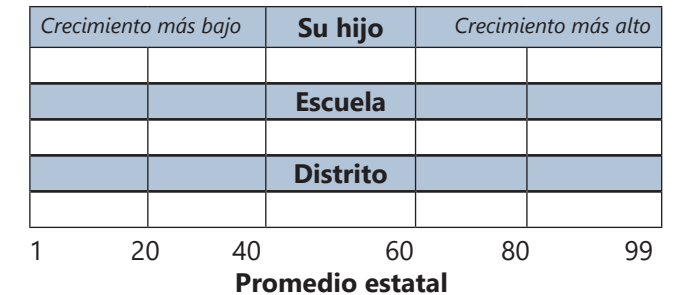 Crecimiento más bajo Su hijo Crecimiento más alto
Escuela
Distrito
1 20 40 60 80 99
Promedio estatal